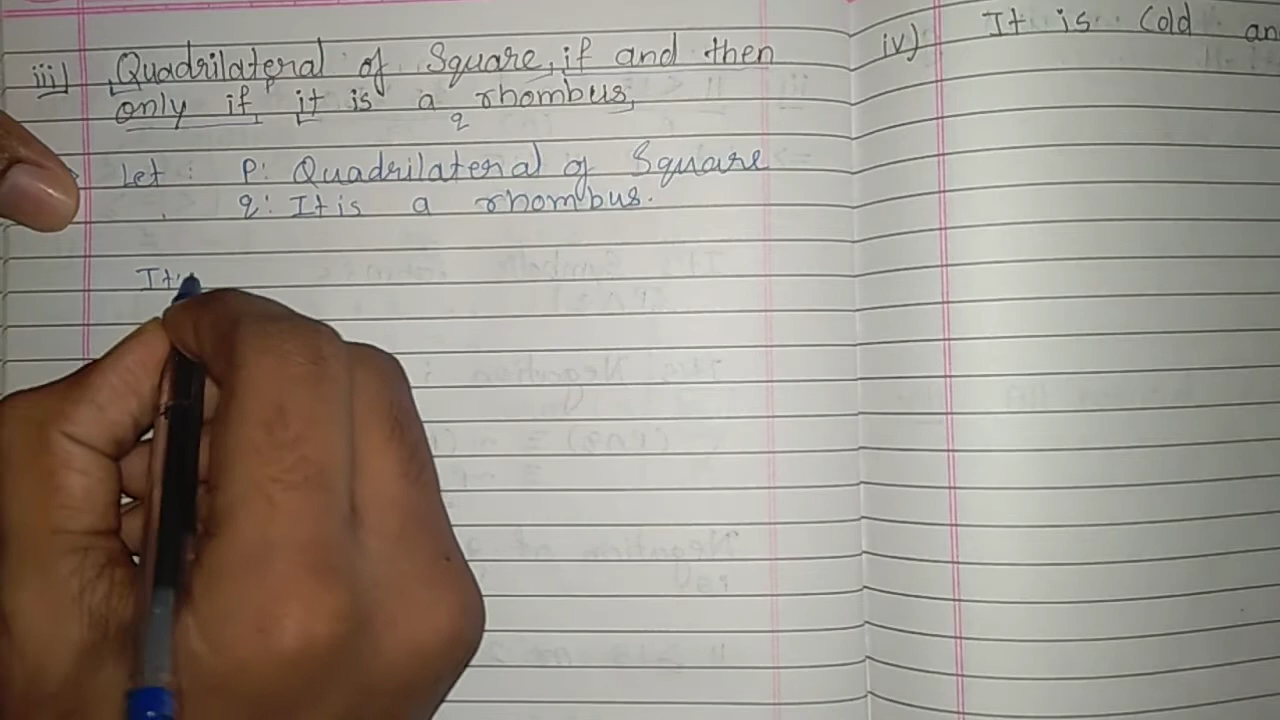 iii) Quadrilateral of Square, if and then
only if it is a rhombus,
p
q
Let : p: Quadrilateral of Square
q: It is a rhombus.
It
iv) It is Cold an